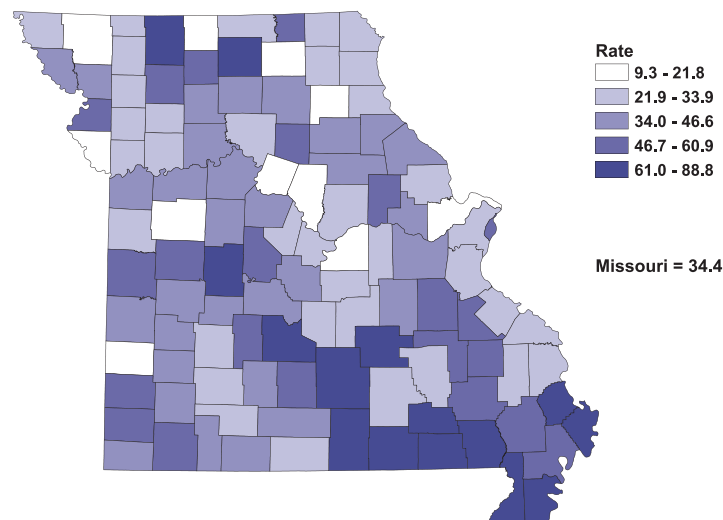 Rate
9.3 - 21.8
21.9 - 33.9
34.0 - 46.6
46.7 - 60.9
61.0 - 88.8
Missouri = 34.4